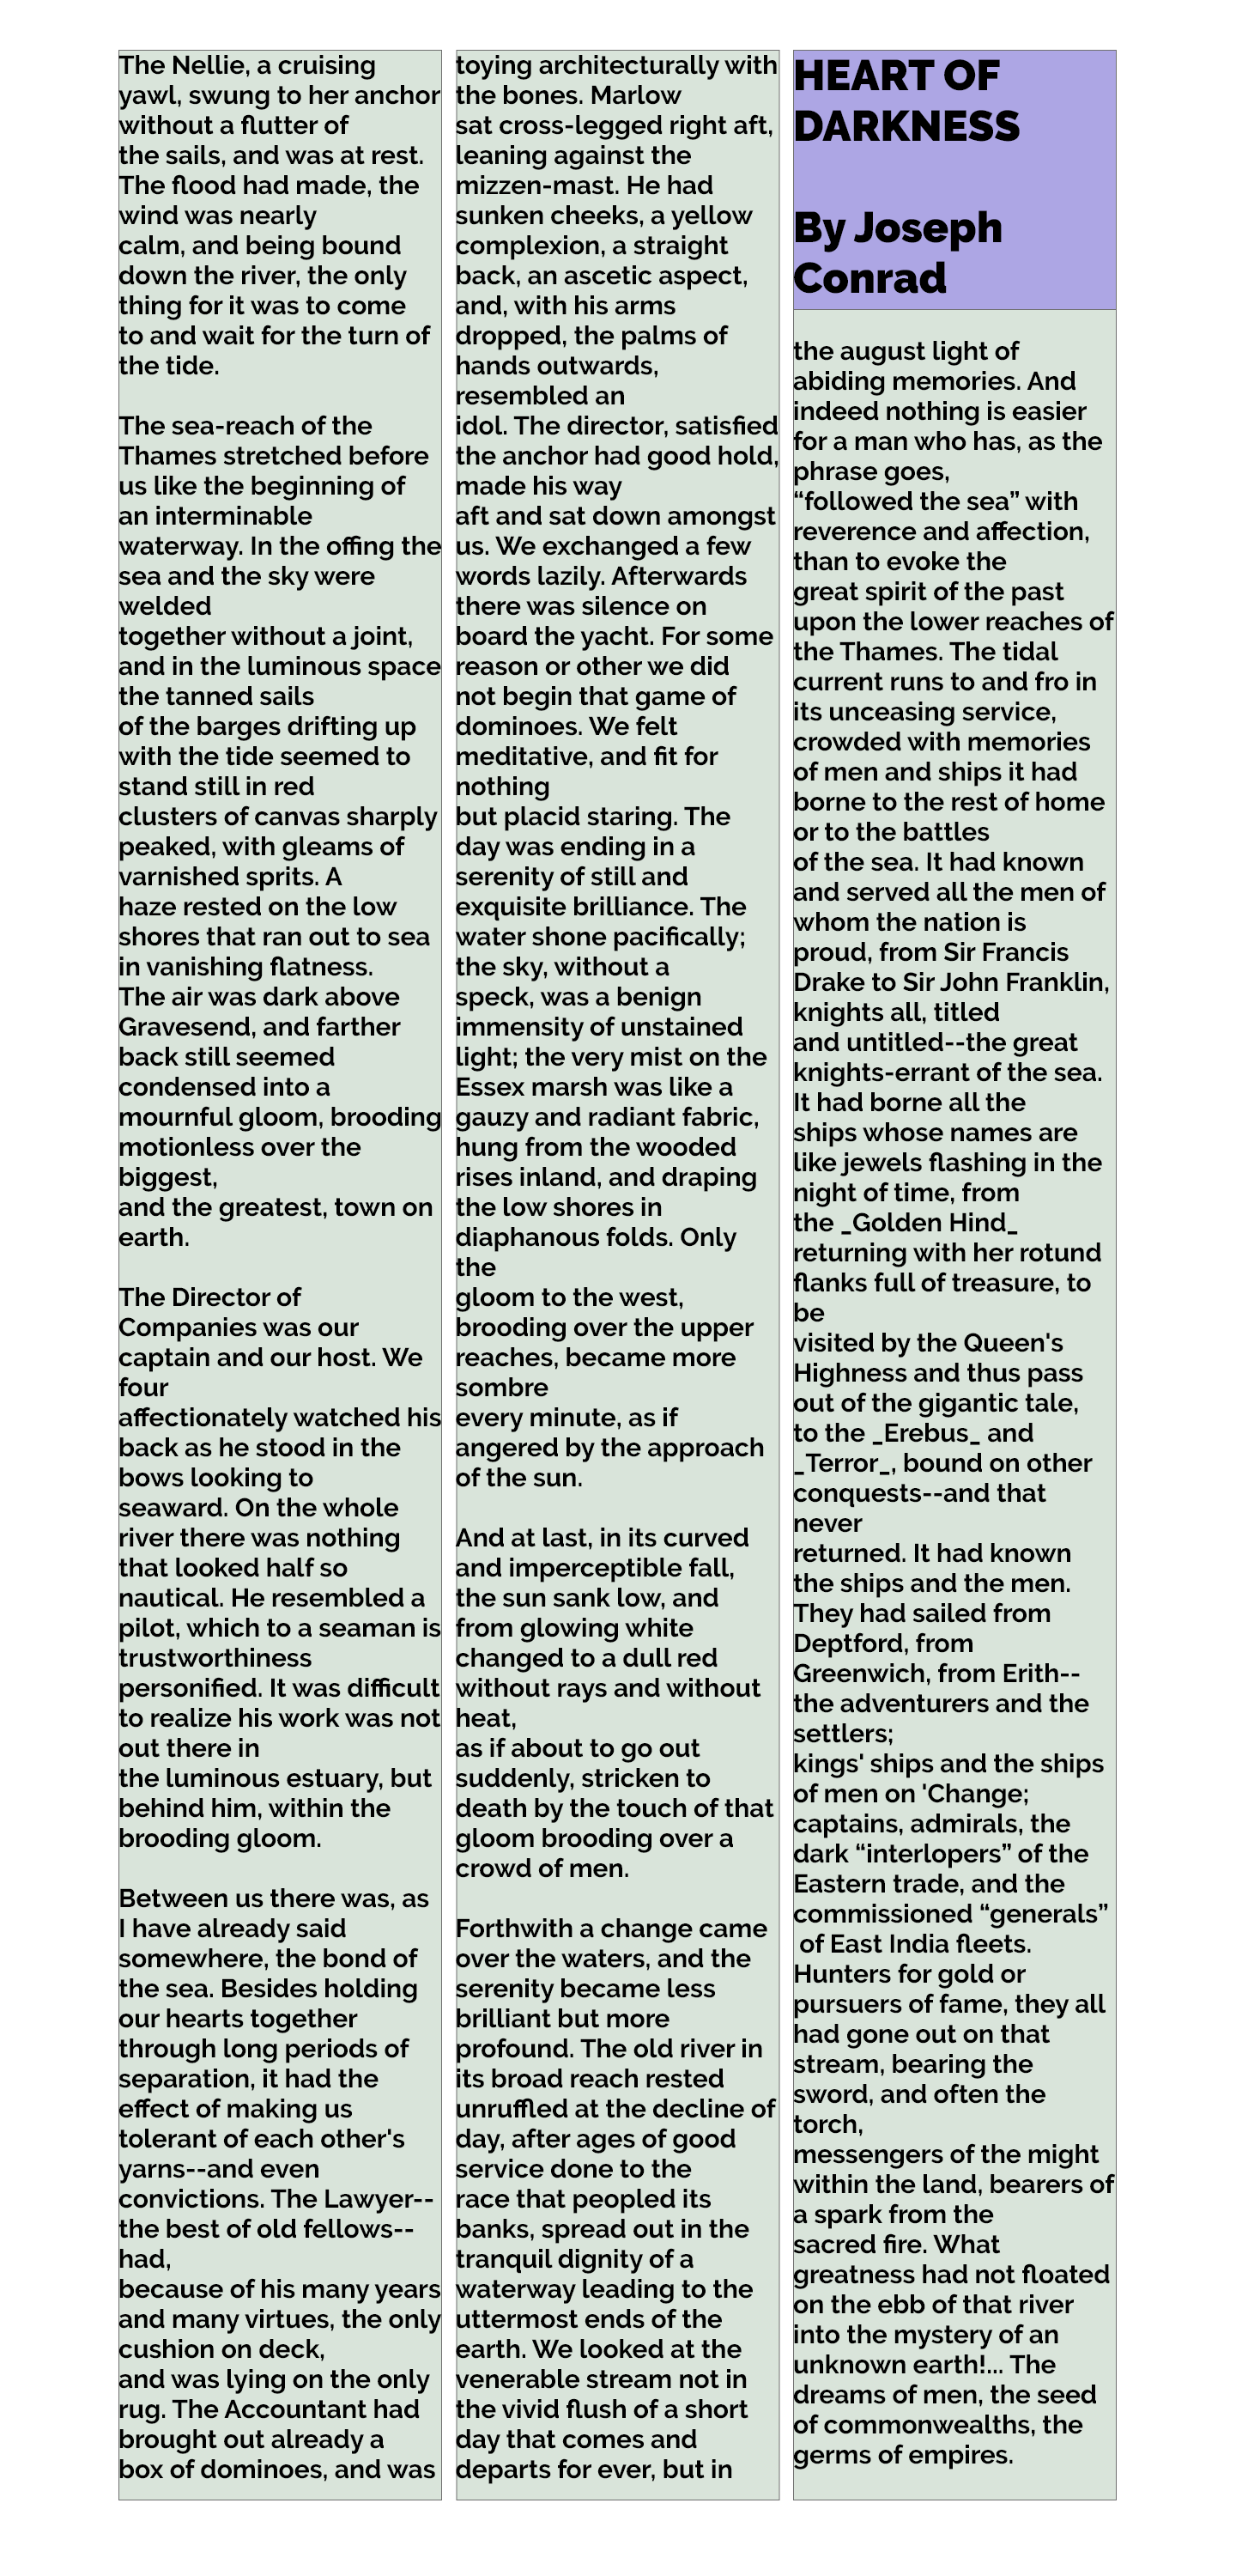 HEART OF
DARKNESS

By Joseph
Conrad

The Nellie, a cruising
yawl, swung to her anchor
without a flutter of
the sails, and was at rest.
The flood had made, the
wind was nearly
calm, and being bound
down the river, the only
thing for it was to come
to and wait for the turn of
the tide.

The sea-reach of the
Thames stretched before
us like the beginning of
an interminable
waterway. In the offing the
sea and the sky were
welded
together without a joint,
and in the luminous space
the tanned sails
of the barges drifting up
with the tide seemed to
stand still in red
clusters of canvas sharply
peaked, with gleams of
varnished sprits. A
haze rested on the low
shores that ran out to sea
in vanishing flatness.
The air was dark above
Gravesend, and farther
back still seemed
condensed into a
mournful gloom, brooding
motionless over the
biggest,
and the greatest, town on
earth.

The Director of
Companies was our
captain and our host. We
four
affectionately watched his
back as he stood in the
bows looking to
seaward. On the whole
river there was nothing
that looked half so
nautical. He resembled a
pilot, which to a seaman is
trustworthiness
personified. It was difficult
to realize his work was not
out there in
the luminous estuary, but
behind him, within the
brooding gloom.

Between us there was, as
I have already said
somewhere, the bond of
the sea. Besides holding
our hearts together
through long periods of
separation, it had the
effect of making us
tolerant of each other's
yarns--and even
convictions. The Lawyer--
the best of old fellows--
had,
because of his many years
and many virtues, the only
cushion on deck,
and was lying on the only
rug. The Accountant had
brought out already a
box of dominoes, and was
toying architecturally with
the bones. Marlow
sat cross-legged right aft,
leaning against the
mizzen-mast. He had
sunken cheeks, a yellow
complexion, a straight
back, an ascetic aspect,
and, with his arms
dropped, the palms of
hands outwards,
resembled an
idol. The director, satisfied
the anchor had good hold,
made his way
aft and sat down amongst
us. We exchanged a few
words lazily. Afterwards
there was silence on
board the yacht. For some
reason or other we did
not begin that game of
dominoes. We felt
meditative, and fit for
nothing
but placid staring. The
day was ending in a
serenity of still and
exquisite brilliance. The
water shone pacifically;
the sky, without a
speck, was a benign
immensity of unstained
light; the very mist on the
Essex marsh was like a
gauzy and radiant fabric,
hung from the wooded
rises inland, and draping
the low shores in
diaphanous folds. Only
the
gloom to the west,
brooding over the upper
reaches, became more
sombre
every minute, as if
angered by the approach
of the sun.

And at last, in its curved
and imperceptible fall,
the sun sank low, and
from glowing white
changed to a dull red
without rays and without
heat,
as if about to go out
suddenly, stricken to
death by the touch of that
gloom brooding over a
crowd of men.

Forthwith a change came
over the waters, and the
serenity became less
brilliant but more
profound. The old river in
its broad reach rested
unruffled at the decline of
day, after ages of good
service done to the
race that peopled its
banks, spread out in the
tranquil dignity of a
waterway leading to the
uttermost ends of the
earth. We looked at the
venerable stream not in
the vivid flush of a short
day that comes and
departs for ever, but in
the august light of
abiding memories. And
indeed nothing is easier
for a man who has, as the
phrase goes,
“followed the sea” with
reverence and affection,
than to evoke the
great spirit of the past
upon the lower reaches of
the Thames. The tidal
current runs to and fro in
its unceasing service,
crowded with memories
of men and ships it had
borne to the rest of home
or to the battles
of the sea. It had known
and served all the men of
whom the nation is
proud, from Sir Francis
Drake to Sir John Franklin,
knights all, titled
and untitled--the great
knights-errant of the sea.
It had borne all the
ships whose names are
like jewels flashing in the
night of time, from
the _Golden Hind_
returning with her rotund
flanks full of treasure, to
be
visited by the Queen's
Highness and thus pass
out of the gigantic tale,
to the _Erebus_ and
_Terror_, bound on other
conquests--and that
never
returned. It had known
the ships and the men.
They had sailed from
Deptford, from
Greenwich, from Erith--
the adventurers and the
settlers;
kings' ships and the ships
of men on 'Change;
captains, admirals, the
dark “interlopers” of the
Eastern trade, and the
commissioned “generals”
of East India fleets.
Hunters for gold or
pursuers of fame, they all
had gone out on that
stream, bearing the
sword, and often the
torch,
messengers of the might
within the land, bearers of
a spark from the
sacred fire. What
greatness had not floated
on the ebb of that river
into the mystery of an
unknown earth!... The
dreams of men, the seed
of commonwealths, the
germs of empires.